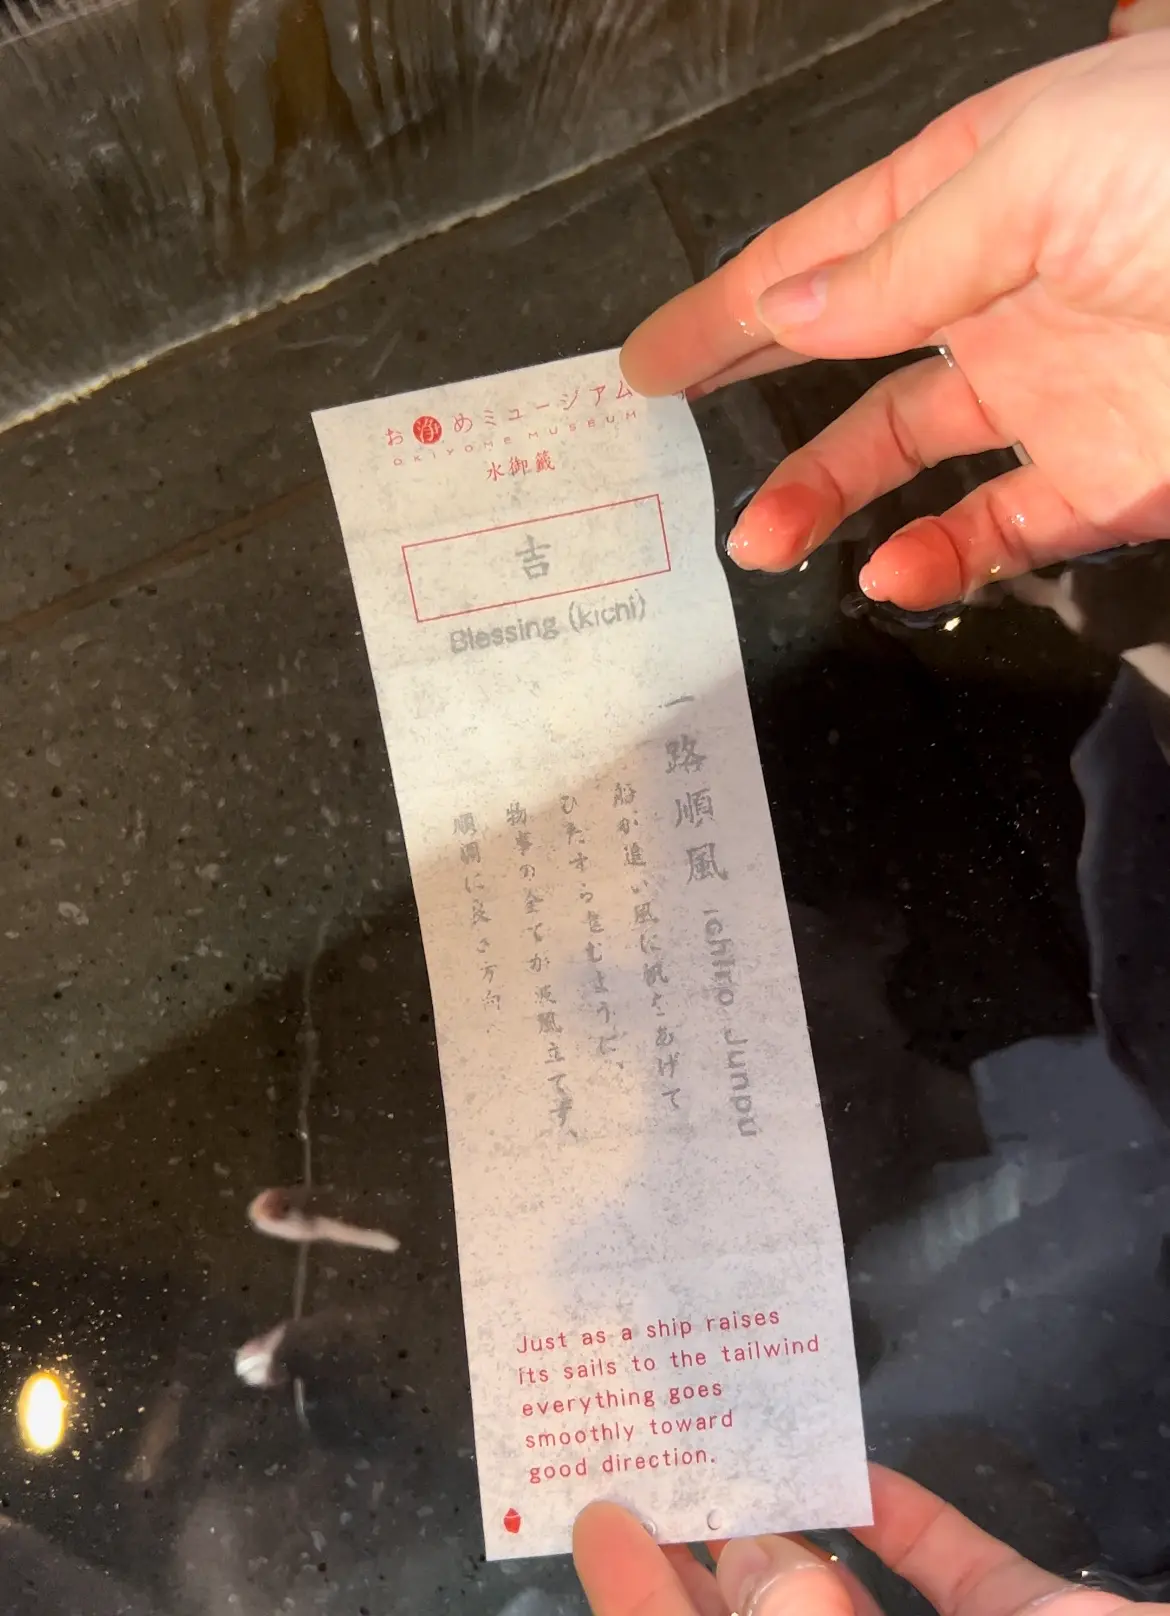 お浄めミュージアム
OKIYOME MUSEUM
水御籤
吉
Blessing (kichi)
一路順風 Ichiro Junpu
船が追い風に帆をあげて
ひたすら進むように、
物事の全てが波風立てず、
順調に良き方向へ
Just as a ship raises
its sails to the tailwind
everything goes
smoothly toward
good direction.